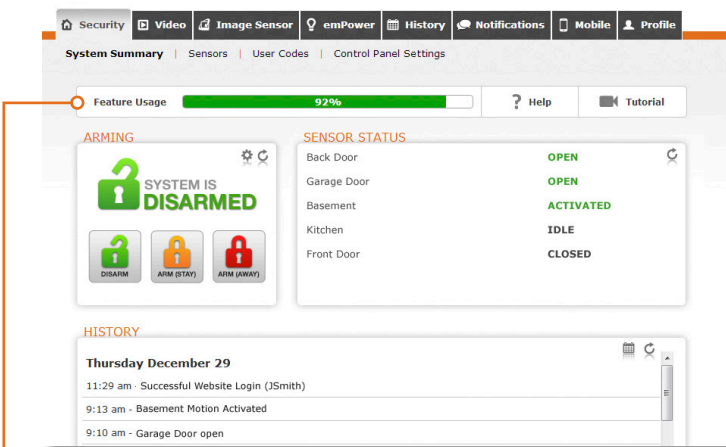 Security Video Image Sensor emPower History Notifications Mobile Profile
System Summary | Sensors | User Codes | Control Panel Settings
Feature Usage 92% ? Help Tutorial
ARMING
SYSTEM IS
DISARMED
DISARM ARM (STAY) ARM (AWAY)
SENSOR STATUS
Back Door OPEN
Garage Door OPEN
Basement ACTIVATED
Kitchen IDLE
Front Door CLOSED
HISTORY
Thursday December 29
11:29 am - Successful Website Login (JSmith)
9:13 am - Basement Motion Activated
9:10 am - Garage Door open